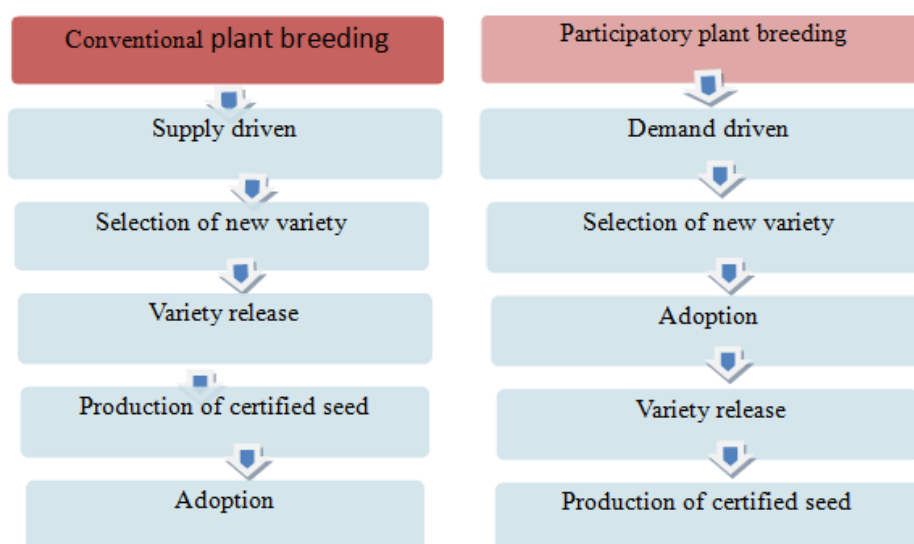 Conventional plant breeding
Supply driven
Selection of new variety
Variety release
Production of certified seed
Adoption
Participatory plant breeding
Demand driven
Selection of new variety
Adoption
Variety release
Production of certified seed